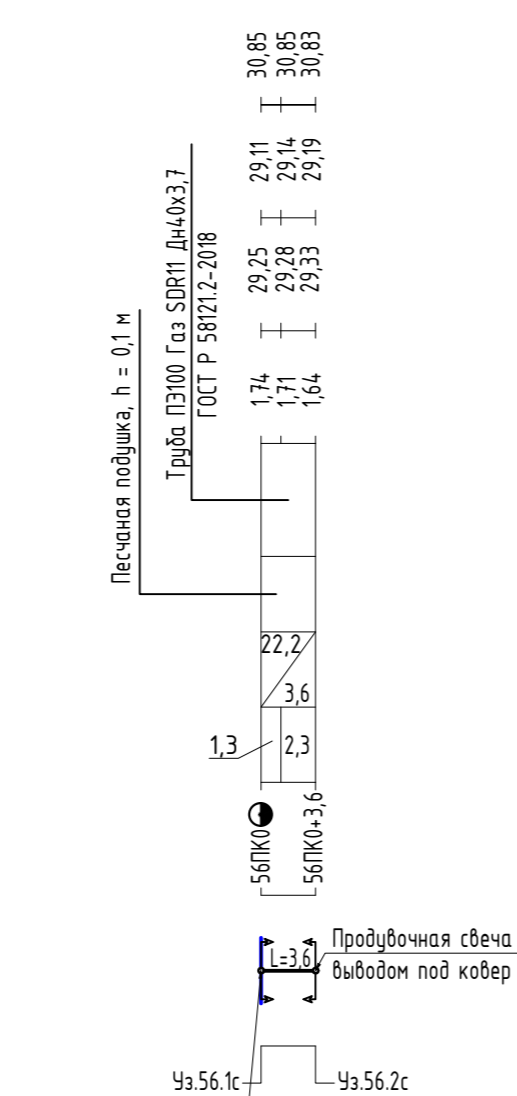 30,85
30,85
30,83
29,11
29,14
29,19
29,25
29,28
29,33
1,74
1,71
1,64
Труба ПЭ100 Газ SDR11 Дн40х3,7
ГОСТ Р 58121.2-2018
Песчаная подушка, h = 0,1 м
22,2
3,6
1,3
2,3
56ПК0
56ПК0+3,6
L=3,6
Продувочная свеча
выводом под ковер
Уз.56.1с
Уз.56.2с